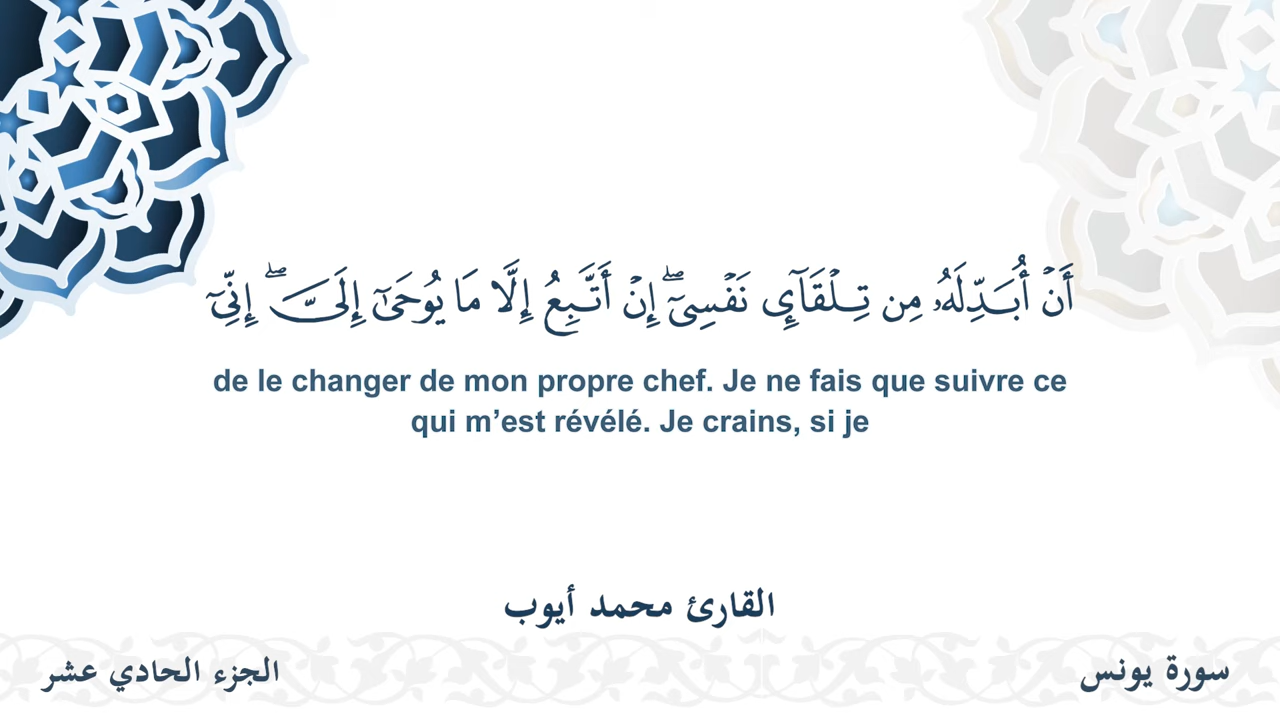 أَنۡ أُبَدِّلَهُۥ مِن تِلۡقَآيِٕ نَفۡسِيٓۖ إِنۡ أَتَّبِعُ إِلَّا مَا يُوحَىٰٓ إِلَيَّۖ إِنِّيٓ
de le changer de mon propre chef. Je ne fais que suivre ce
qui m’est révélé. Je crains, si je
القارئ محمد أيوب
سورة يونس
الجزء الحادي عشر